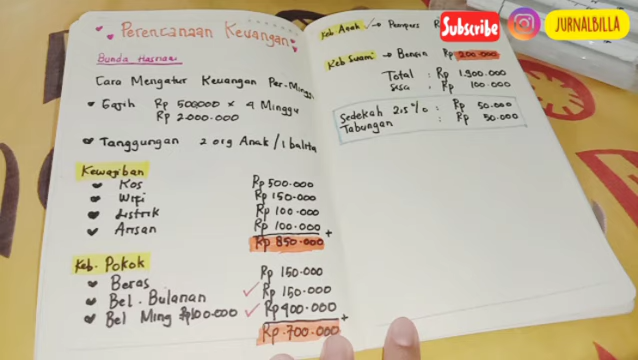 Perencanaan Keuangan
Bunda Hasriani
Cara Mengatur Keuangan Per-Minggu
Gajih Rp 500.000 x 4 Minggu
Rp 2.000.000
Tanggungan 2 org Anak / 1 balita
Kewajiban
Kos Rp 500.000
Wifi Rp 150.000
Listrik Rp 100.000
Arisan Rp 100.000 +
Rp 850.000
Keb. Pokok
Beras Rp 150.000
Bel. Bulanan Rp 150.000
Bel Ming Rp100.000 Rp 400.000 +
Rp. 700.000
Keb Anak Pempers R
Keb Suami Bensin Rp 200.000
Total : Rp 1.900.000
Sisa : Rp 100.000
Sedekah 2,5% : Rp 50.000
Tabungan : Rp 50.000
Subscribe
JURNALBILLA